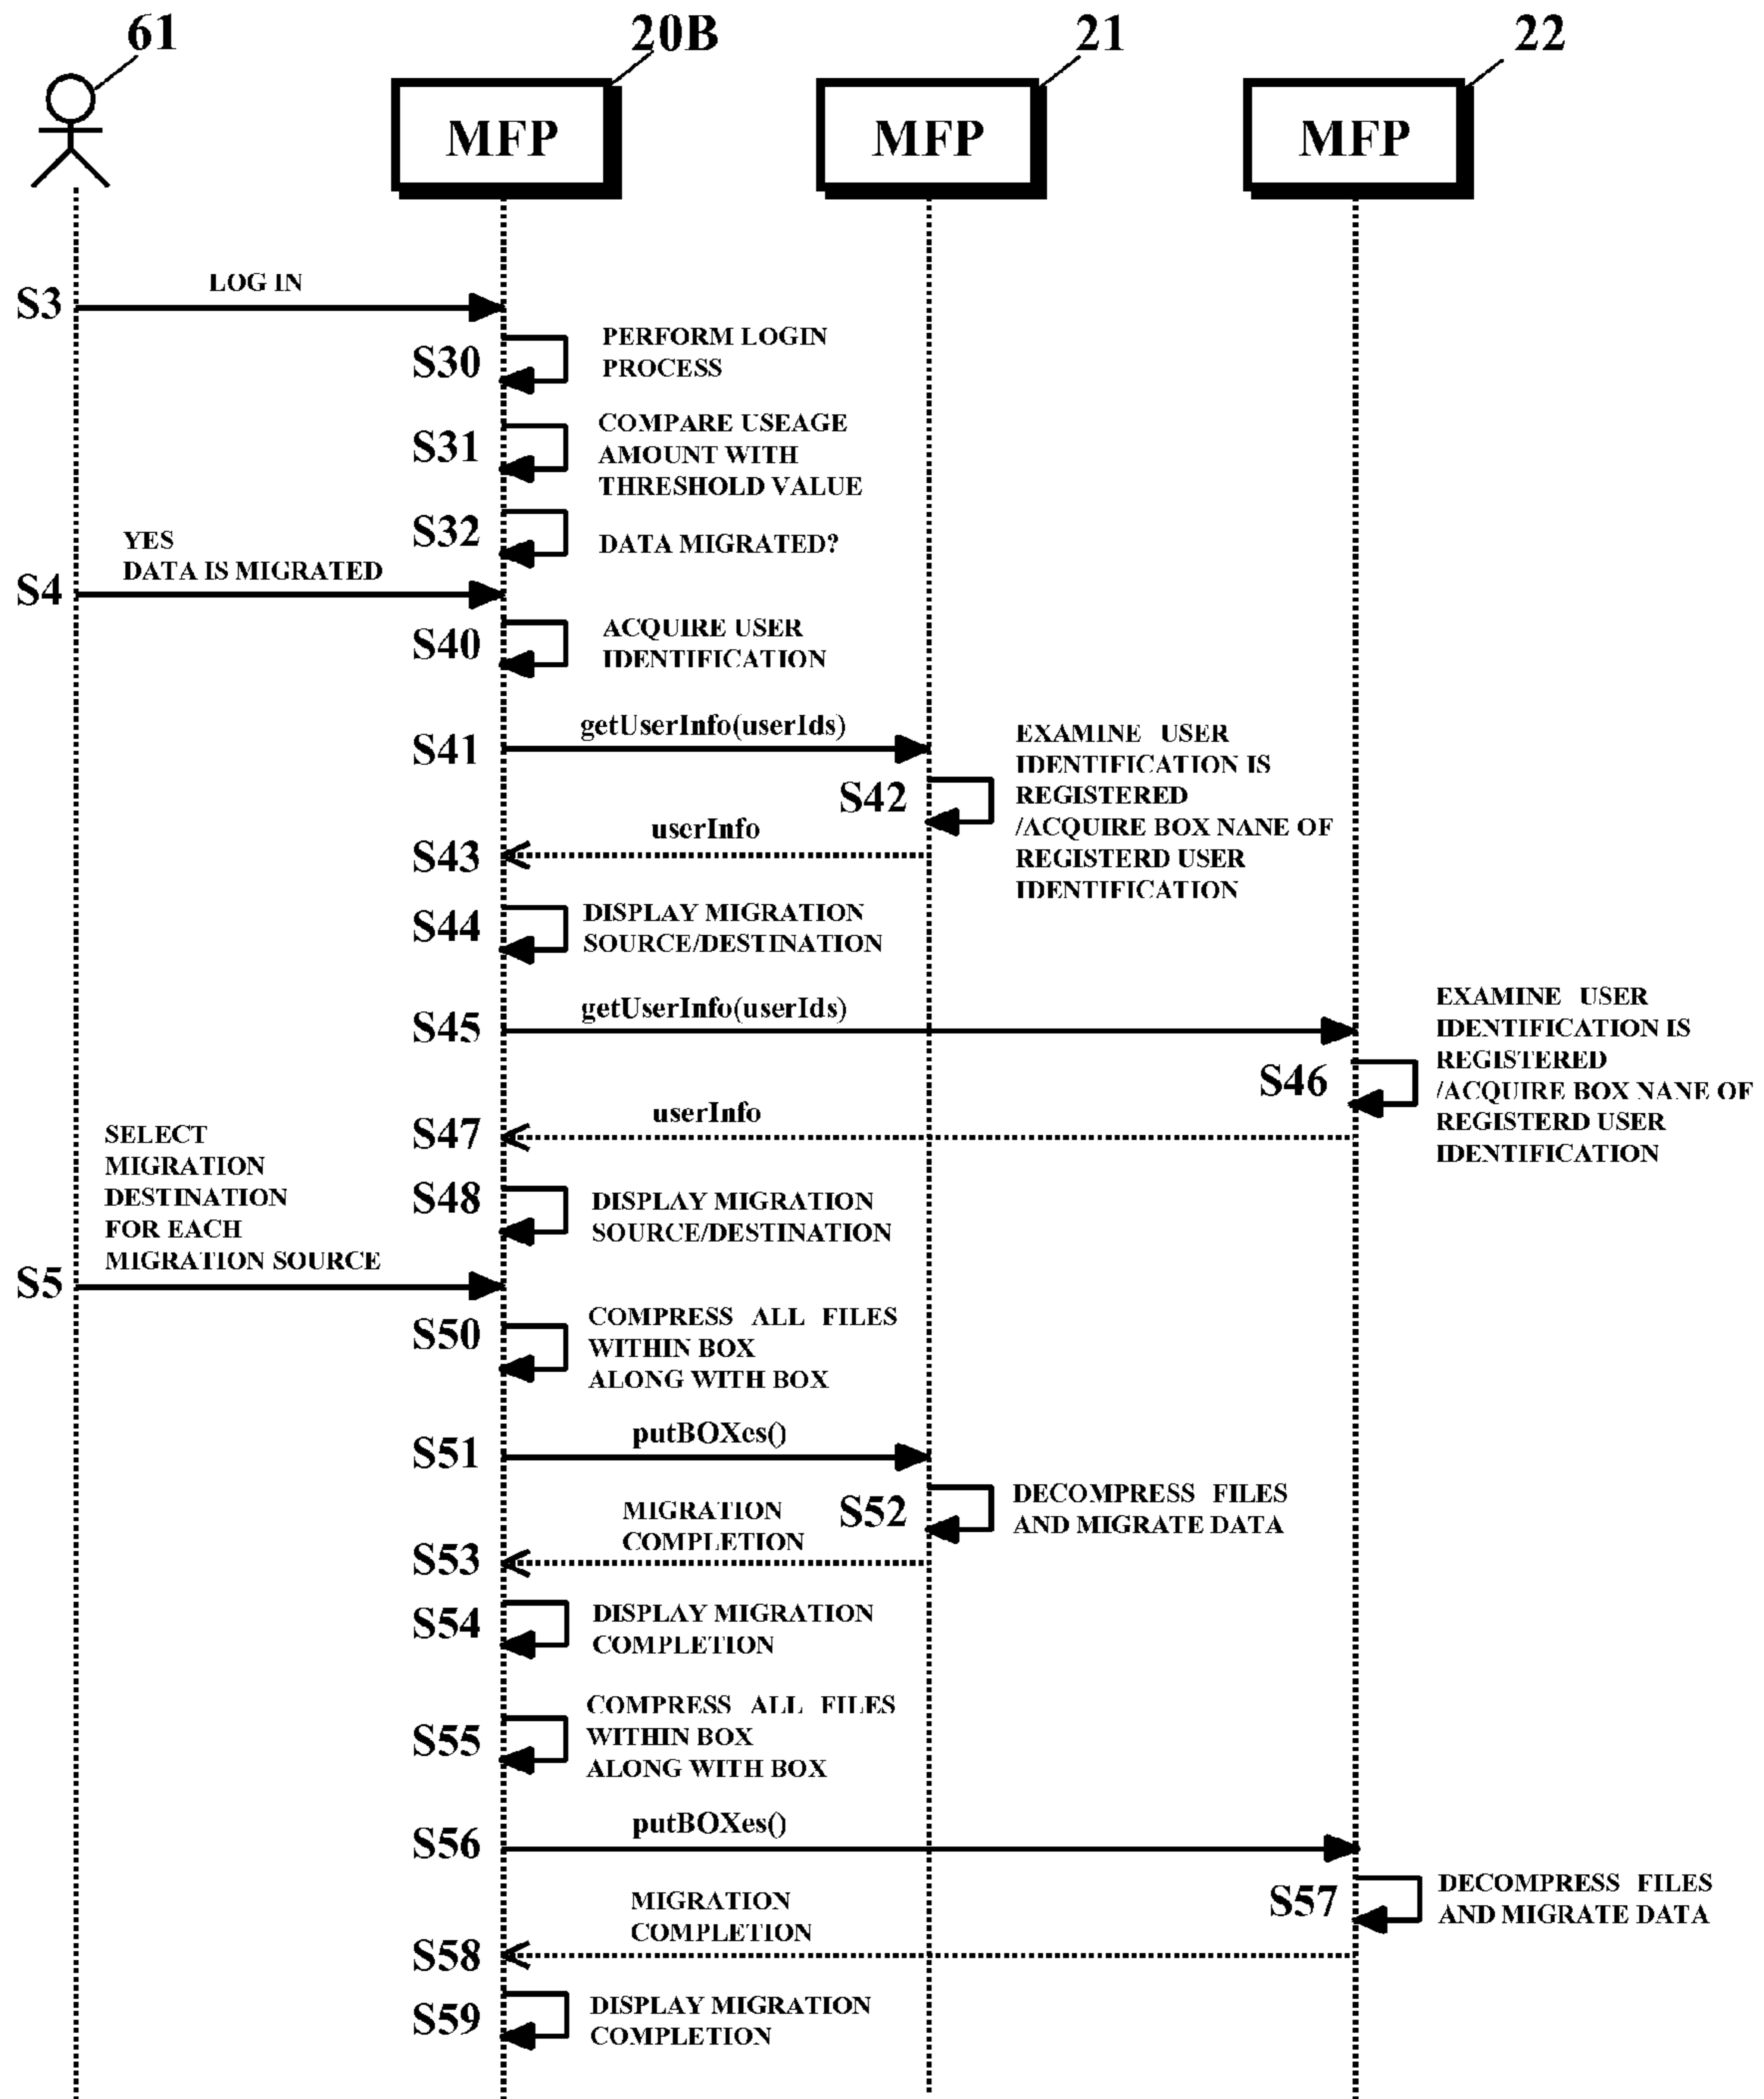 61
20B
21
22
MFP
MFP
MFP
S3
LOG IN
S30
PERFORM LOGIN
PROCESS
S31
COMPARE USEAGE
AMOUNT WITH
THRESHOLD VALUE
S32
DATA MIGRATED?
YES
DATA IS MIGRATED
S4
S40
ACQUIRE USER
IDENTIFICATION
S41
getUserInfo(userIds)
S42
EXAMINE USER
IDENTIFICATION IS
REGISTERED
/ACQUIRE BOX NANE OF
REGISTERD USER
IDENTIFICATION
userInfo
S43
S44
DISPLAY MIGRATION
SOURCE/DESTINATION
S45
getUserInfo(userIds)
S46
EXAMINE USER
IDENTIFICATION IS
REGISTERED
/ACQUIRE BOX NANE OF
REGISTERD USER
IDENTIFICATION
userInfo
S47
S48
DISPLAY MIGRATION
SOURCE/DESTINATION
SELECT
MIGRATION
DESTINATION
FOR EACH
MIGRATION SOURCE
S5
S50
COMPRESS ALL FILES
WITHIN BOX
ALONG WITH BOX
S51
putBOXes()
S52
DECOMPRESS FILES
AND MIGRATE DATA
MIGRATION
COMPLETION
S53
S54
DISPLAY MIGRATION
COMPLETION
S55
COMPRESS ALL FILES
WITHIN BOX
ALONG WITH BOX
S56
putBOXes()
S57
DECOMPRESS FILES
AND MIGRATE DATA
MIGRATION
COMPLETION
S58
S59
DISPLAY MIGRATION
COMPLETION